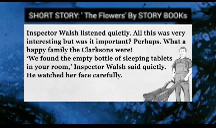 SHORT STORY: ' The Flowers' By STORY BOOKs
Inspector Walsh listened quietly. All this was very
interesting but was it important? Perhaps. What a
happy family the Clarksons were!
'We found the empty bottle of sleeping tablets
in your room,' Inspector Walsh said quietly.
He watched her face carefully.